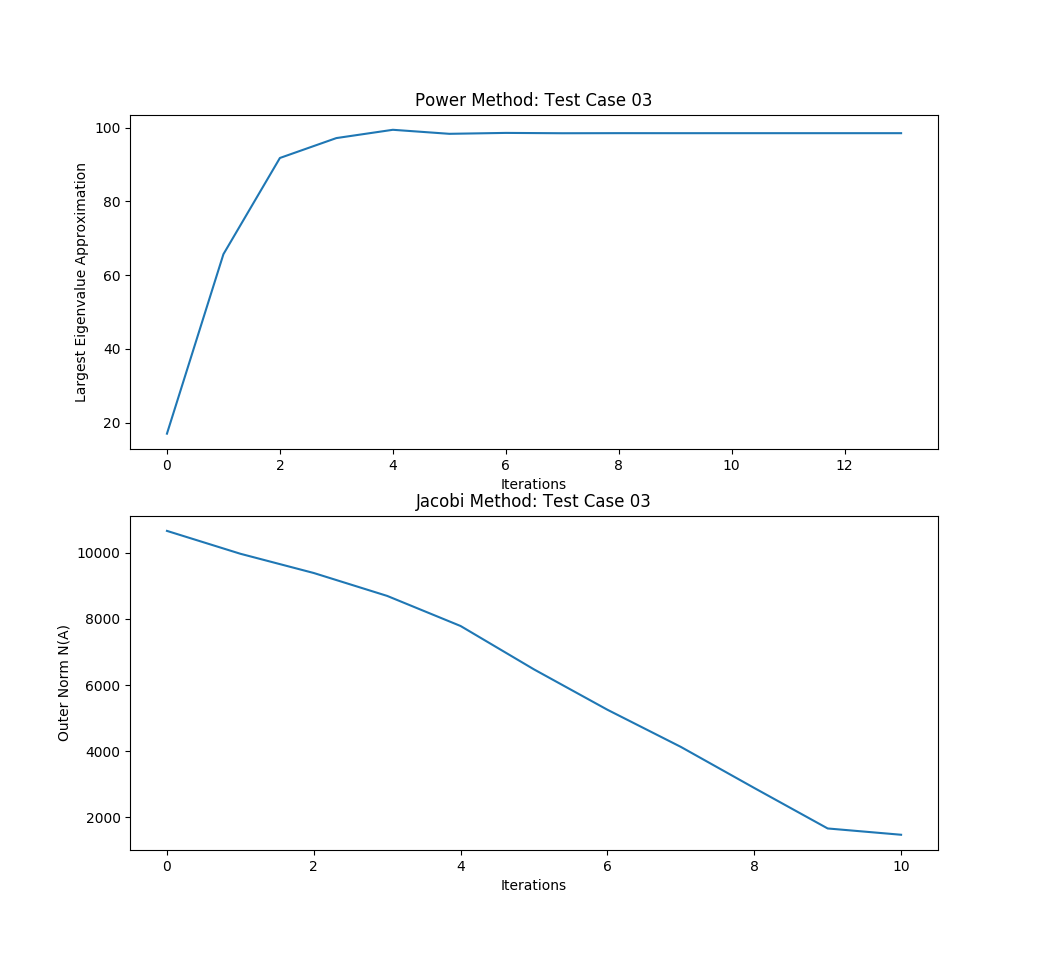 Power Method: Test Case 03
Largest Eigenvalue Approximation
100
80
60
40
20
0 2 4 6 8 10 12
Iterations
Jacobi Method: Test Case 03
Outer Norm N(A)
10000
8000
6000
4000
2000
0 2 4 6 8 10
Iterations